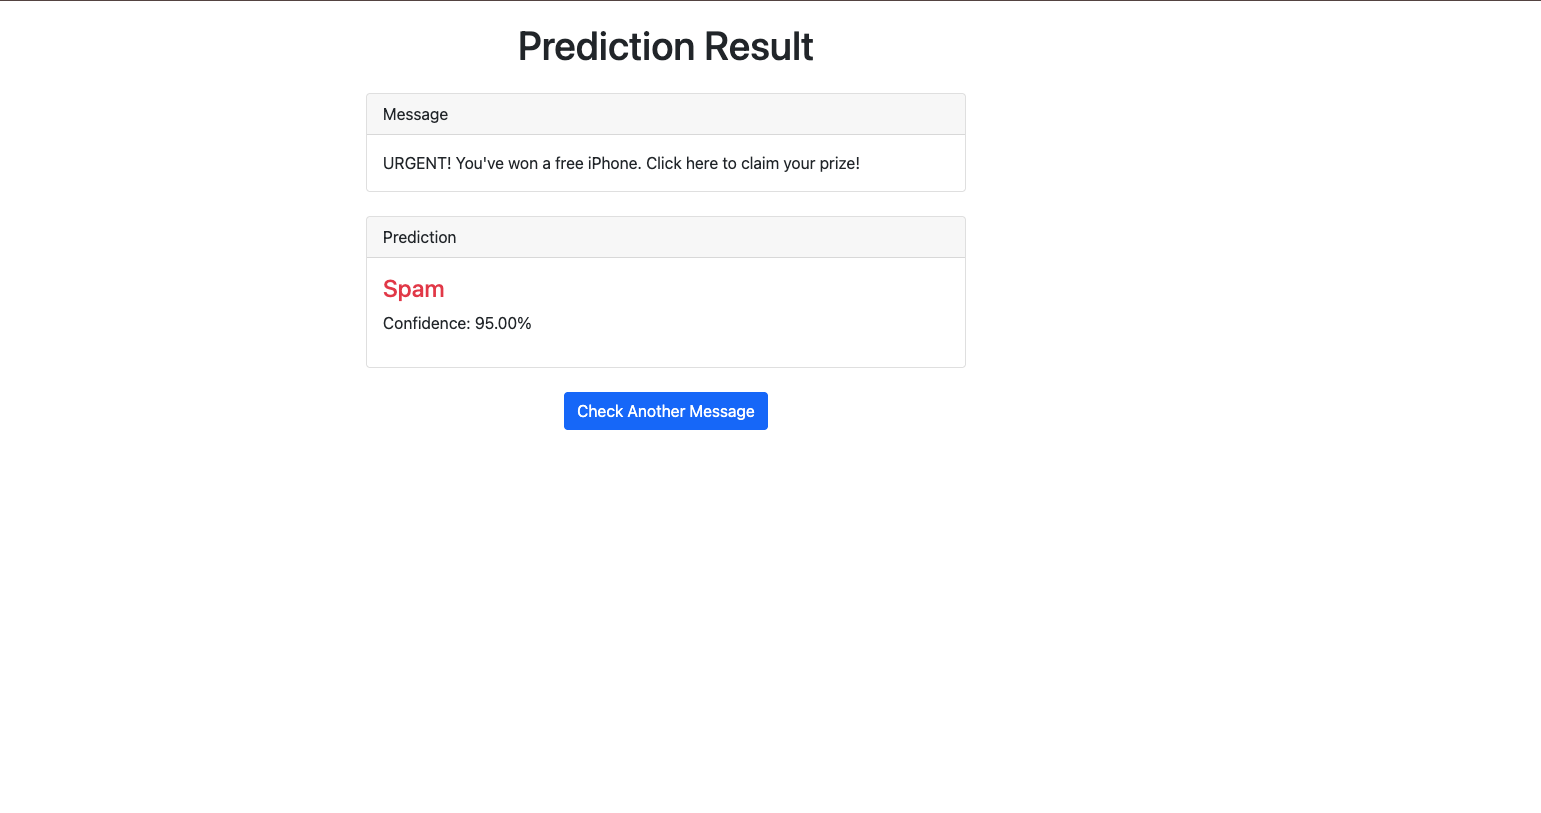 Prediction Result
Message
URGENT! You've won a free iPhone. Click here to claim your prize!
Prediction
Spam
Confidence: 95.00%
Check Another Message